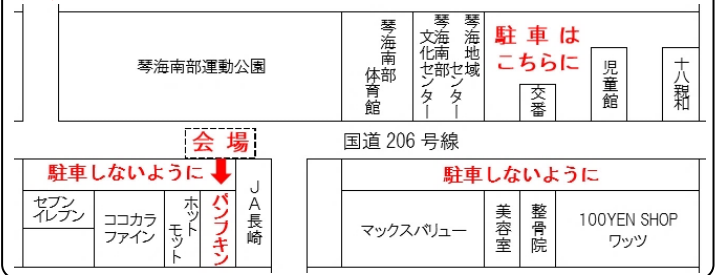 琴海南部運動公園
琴海南部
体育館
琴海南部
文化センター
琴海地域
センター
駐車は
こちらに
交番
児童館
十八親和
会場
国道206号線
駐車しないように
駐車しないように
セブン
イレブン
ココカラ
ファイン
ホット
モット
パンプキン
JA長崎
マックスバリュー
美容室
整骨院
100YEN SHOP
ワッツ